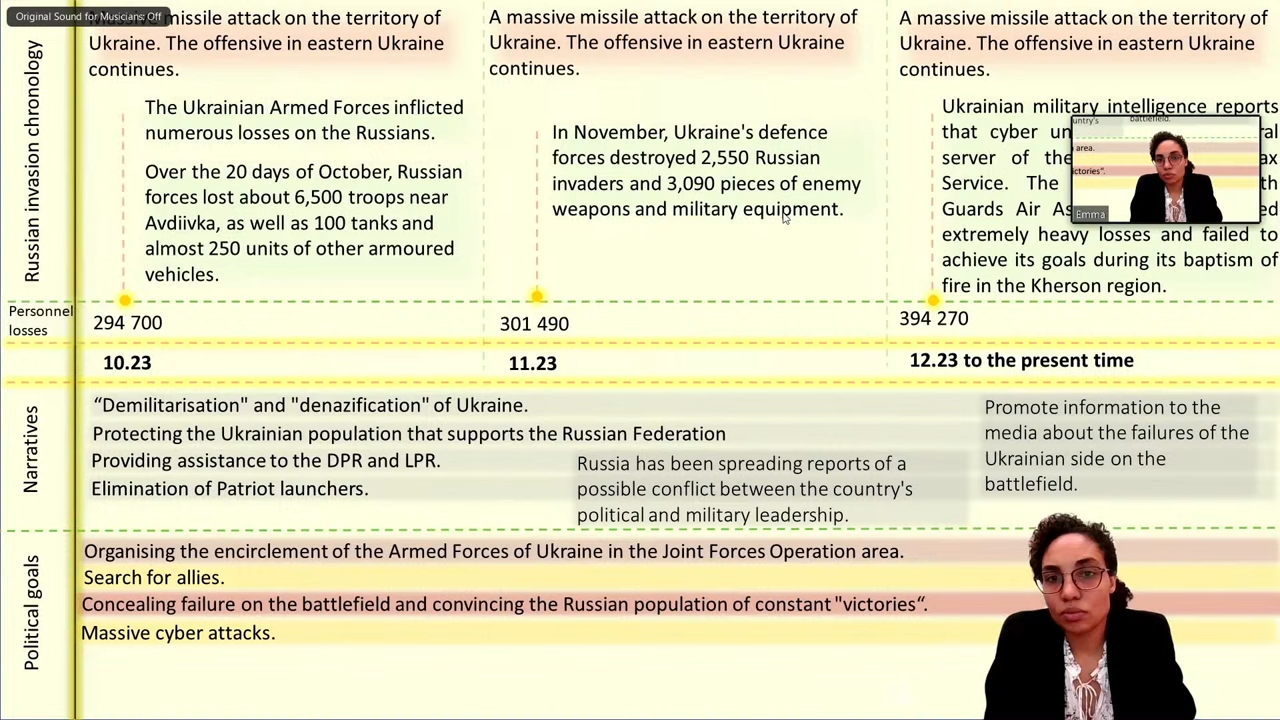 Original Sound for Musicians: Off
Russian invasion chronology
missile attack on the territory of
Ukraine. The offensive in eastern Ukraine
continues.
The Ukrainian Armed Forces inflicted
numerous losses on the Russians.
Over the 20 days of October, Russian
forces lost about 6,500 troops near
Avdiivka, as well as 100 tanks and
almost 250 units of other armoured
vehicles.
A massive missile attack on the territory of
Ukraine. The offensive in eastern Ukraine
continues.
In November, Ukraine's defence
forces destroyed 2,550 Russian
invaders and 3,090 pieces of enemy
weapons and military equipment.
A massive missile attack on the territory of
Ukraine. The offensive in eastern Ukraine
continues.
Ukrainian military intelligence reports
that cyber
server of the
Service. The
Guards Air
extremely heavy losses and failed to
achieve its goals during its baptism of
fire in the Kherson region.
battlefield.
area.
Emma
Personnel
losses
294 700
301 490
394 270
10.23
11.23
12.23 to the present time
Narratives
“Demilitarisation" and "denazification" of Ukraine.
Protecting the Ukrainian population that supports the Russian Federation
Providing assistance to the DPR and LPR.
Elimination of Patriot launchers.
Russia has been spreading reports of a
possible conflict between the country's
political and military leadership.
Promote information to the
media about the failures of the
Ukrainian side on the
battlefield.
Political goals
Organising the encirclement of the Armed Forces of Ukraine in the Joint Forces Operation area.
Search for allies.
Concealing failure on the battlefield and convincing the Russian population of constant "victories“.
Massive cyber attacks.